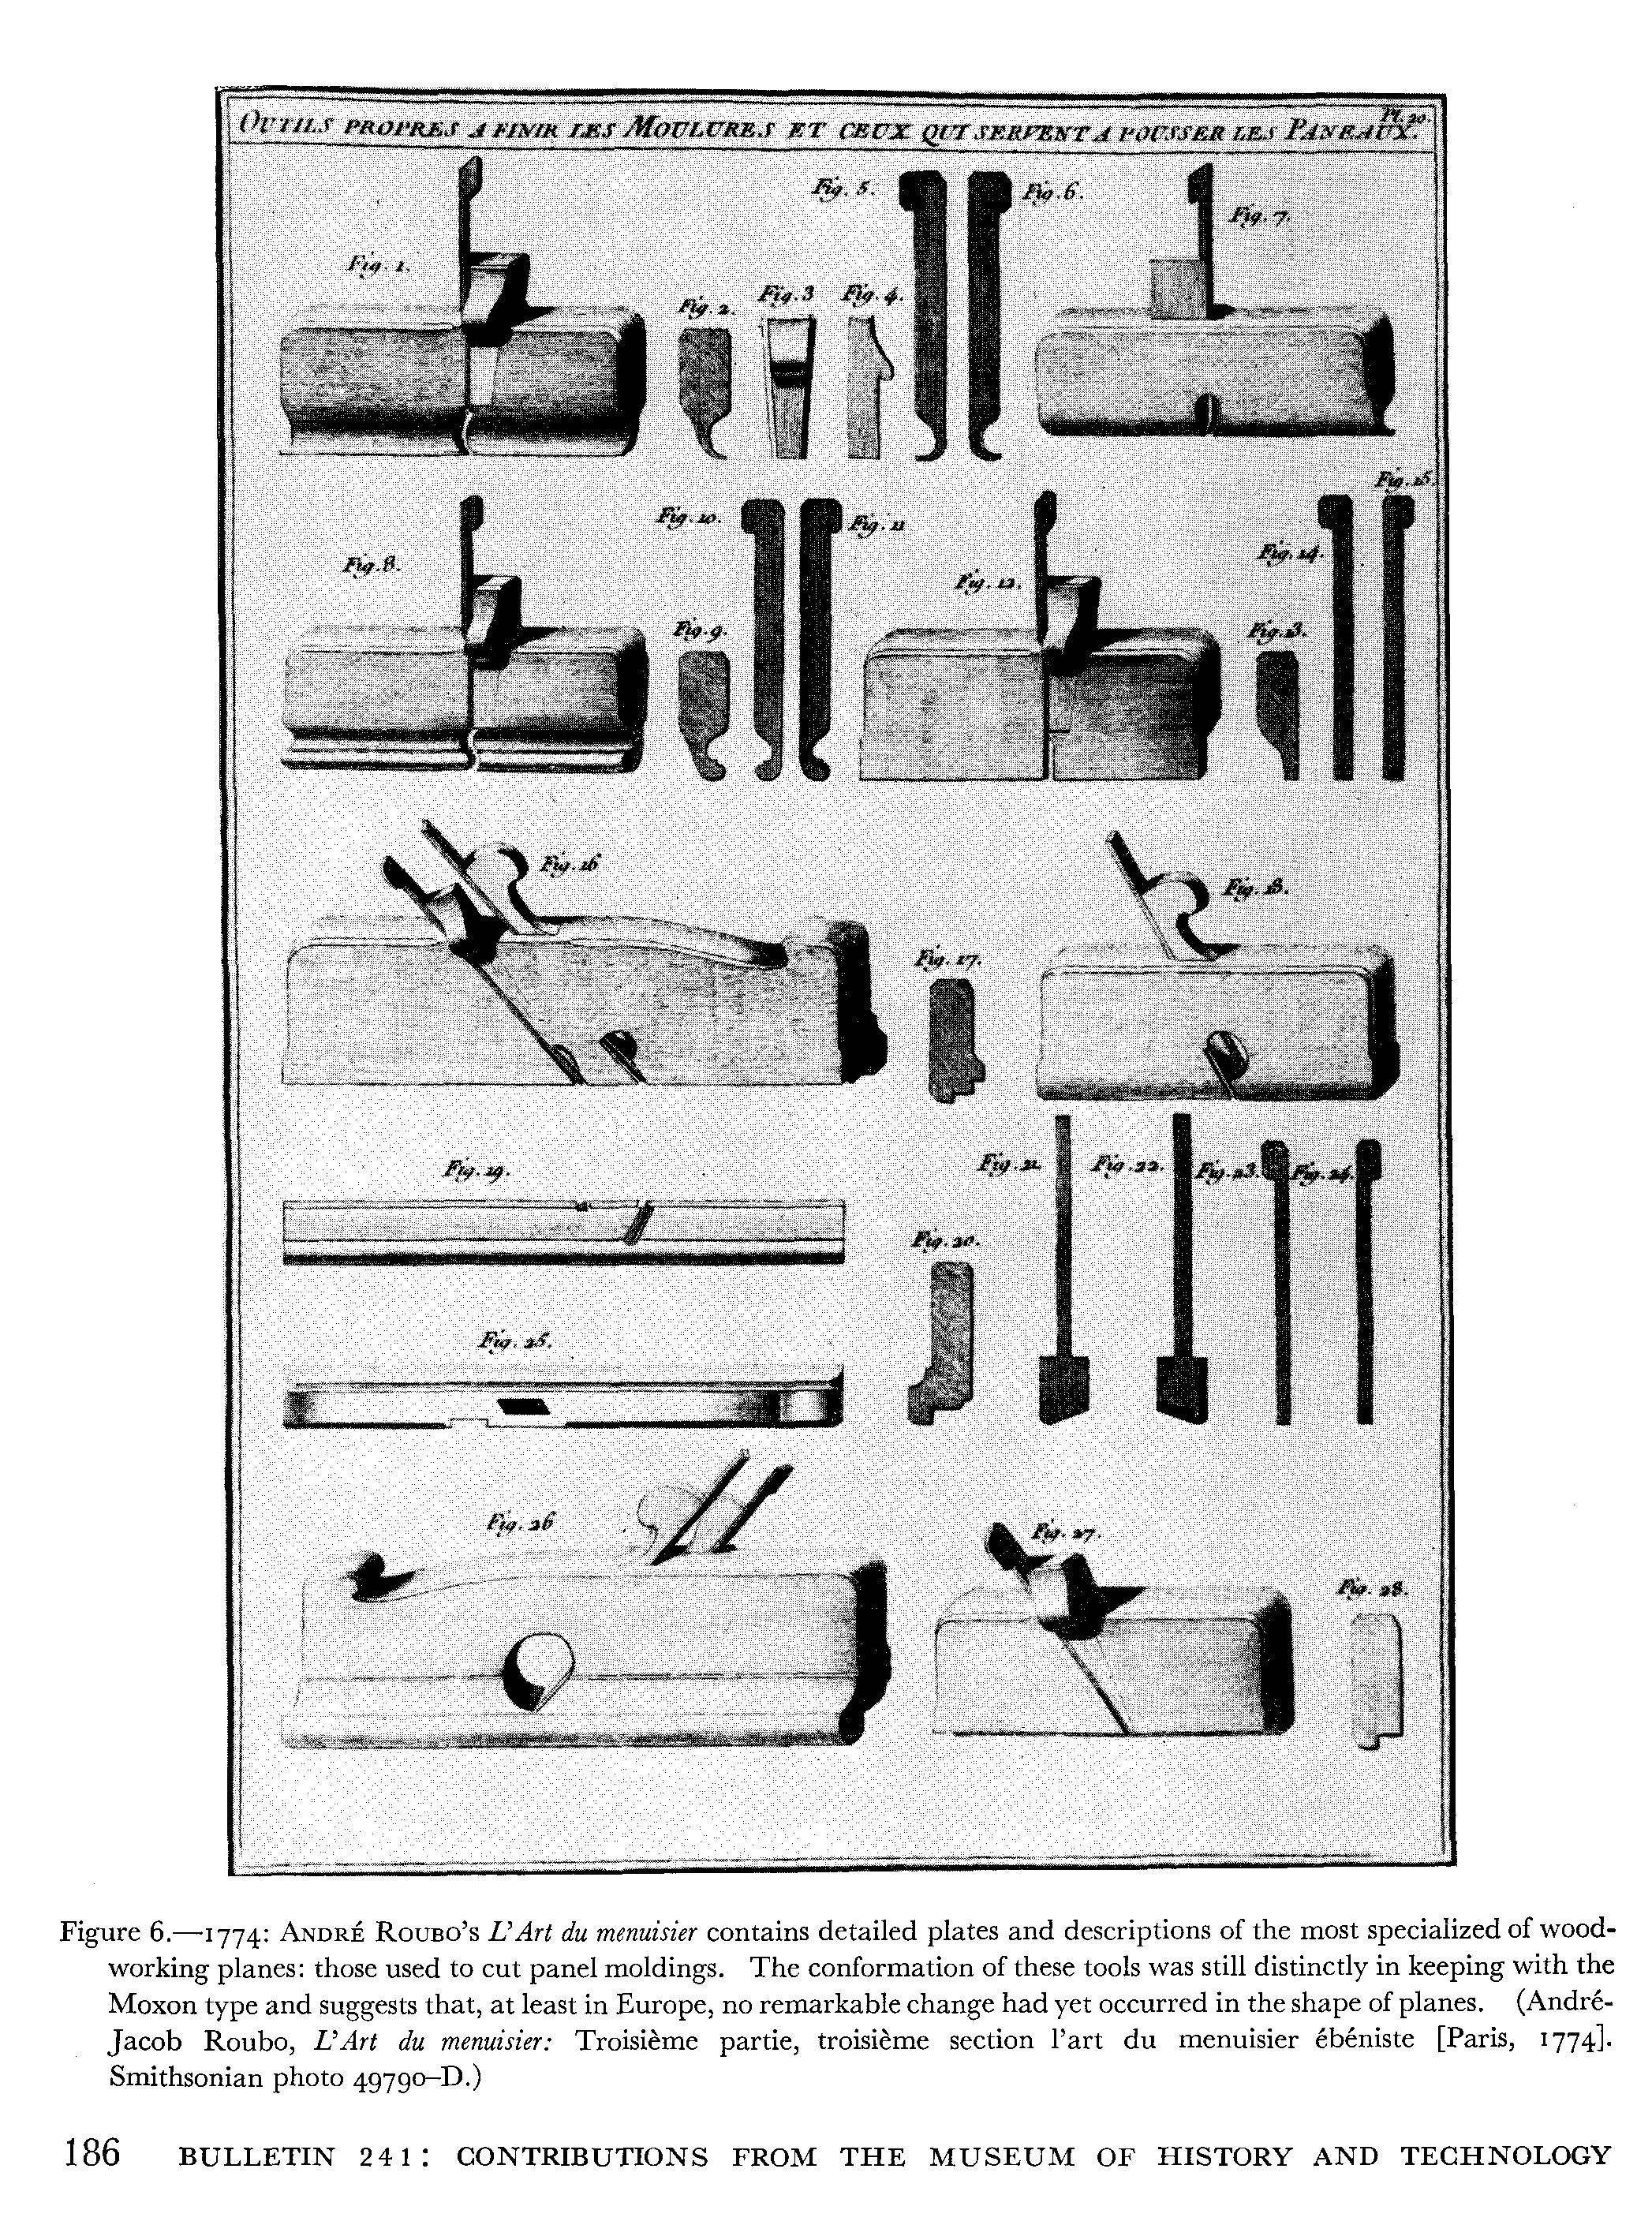 OUTILS PROPRES A FINIR LES MOULURES ET CEUX QUI SERVENT A POUSSER LES PANEAUX.
Pl. 20.
Fig. 1.
Fig. 2.
Fig. 3
Fig. 4.
Fig. 5.
Fig. 6.
Fig. 7.
Fig. 8.
Fig. 9.
Fig. 10.
Fig. 11
Fig. 12.
Fig. 13.
Fig. 14.
Fig. 15.
Fig. 16
Fig. 17.
Fig. 18.
Fig. 19.
Fig. 20.
Fig. 21.
Fig. 22.
Fig. 23.
Fig. 24.
Fig. 25.
Fig. 26
Fig. 27.
Fig. 28.
Figure 6.—1774: ANDRÉ ROUBO'S L'Art du menuisier contains detailed plates and descriptions of the most specialized of wood-
working planes: those used to cut panel moldings. The conformation of these tools was still distinctly in keeping with the
Moxon type and suggests that, at least in Europe, no remarkable change had yet occurred in the shape of planes. (André-
Jacob Roubo, L'Art du menuisier: Troisième partie, troisième section l'art du menuisier ébéniste [Paris, 1774].
Smithsonian photo 49790–D.)
186 BULLETIN 241: CONTRIBUTIONS FROM THE MUSEUM OF HISTORY AND TECHNOLOGY